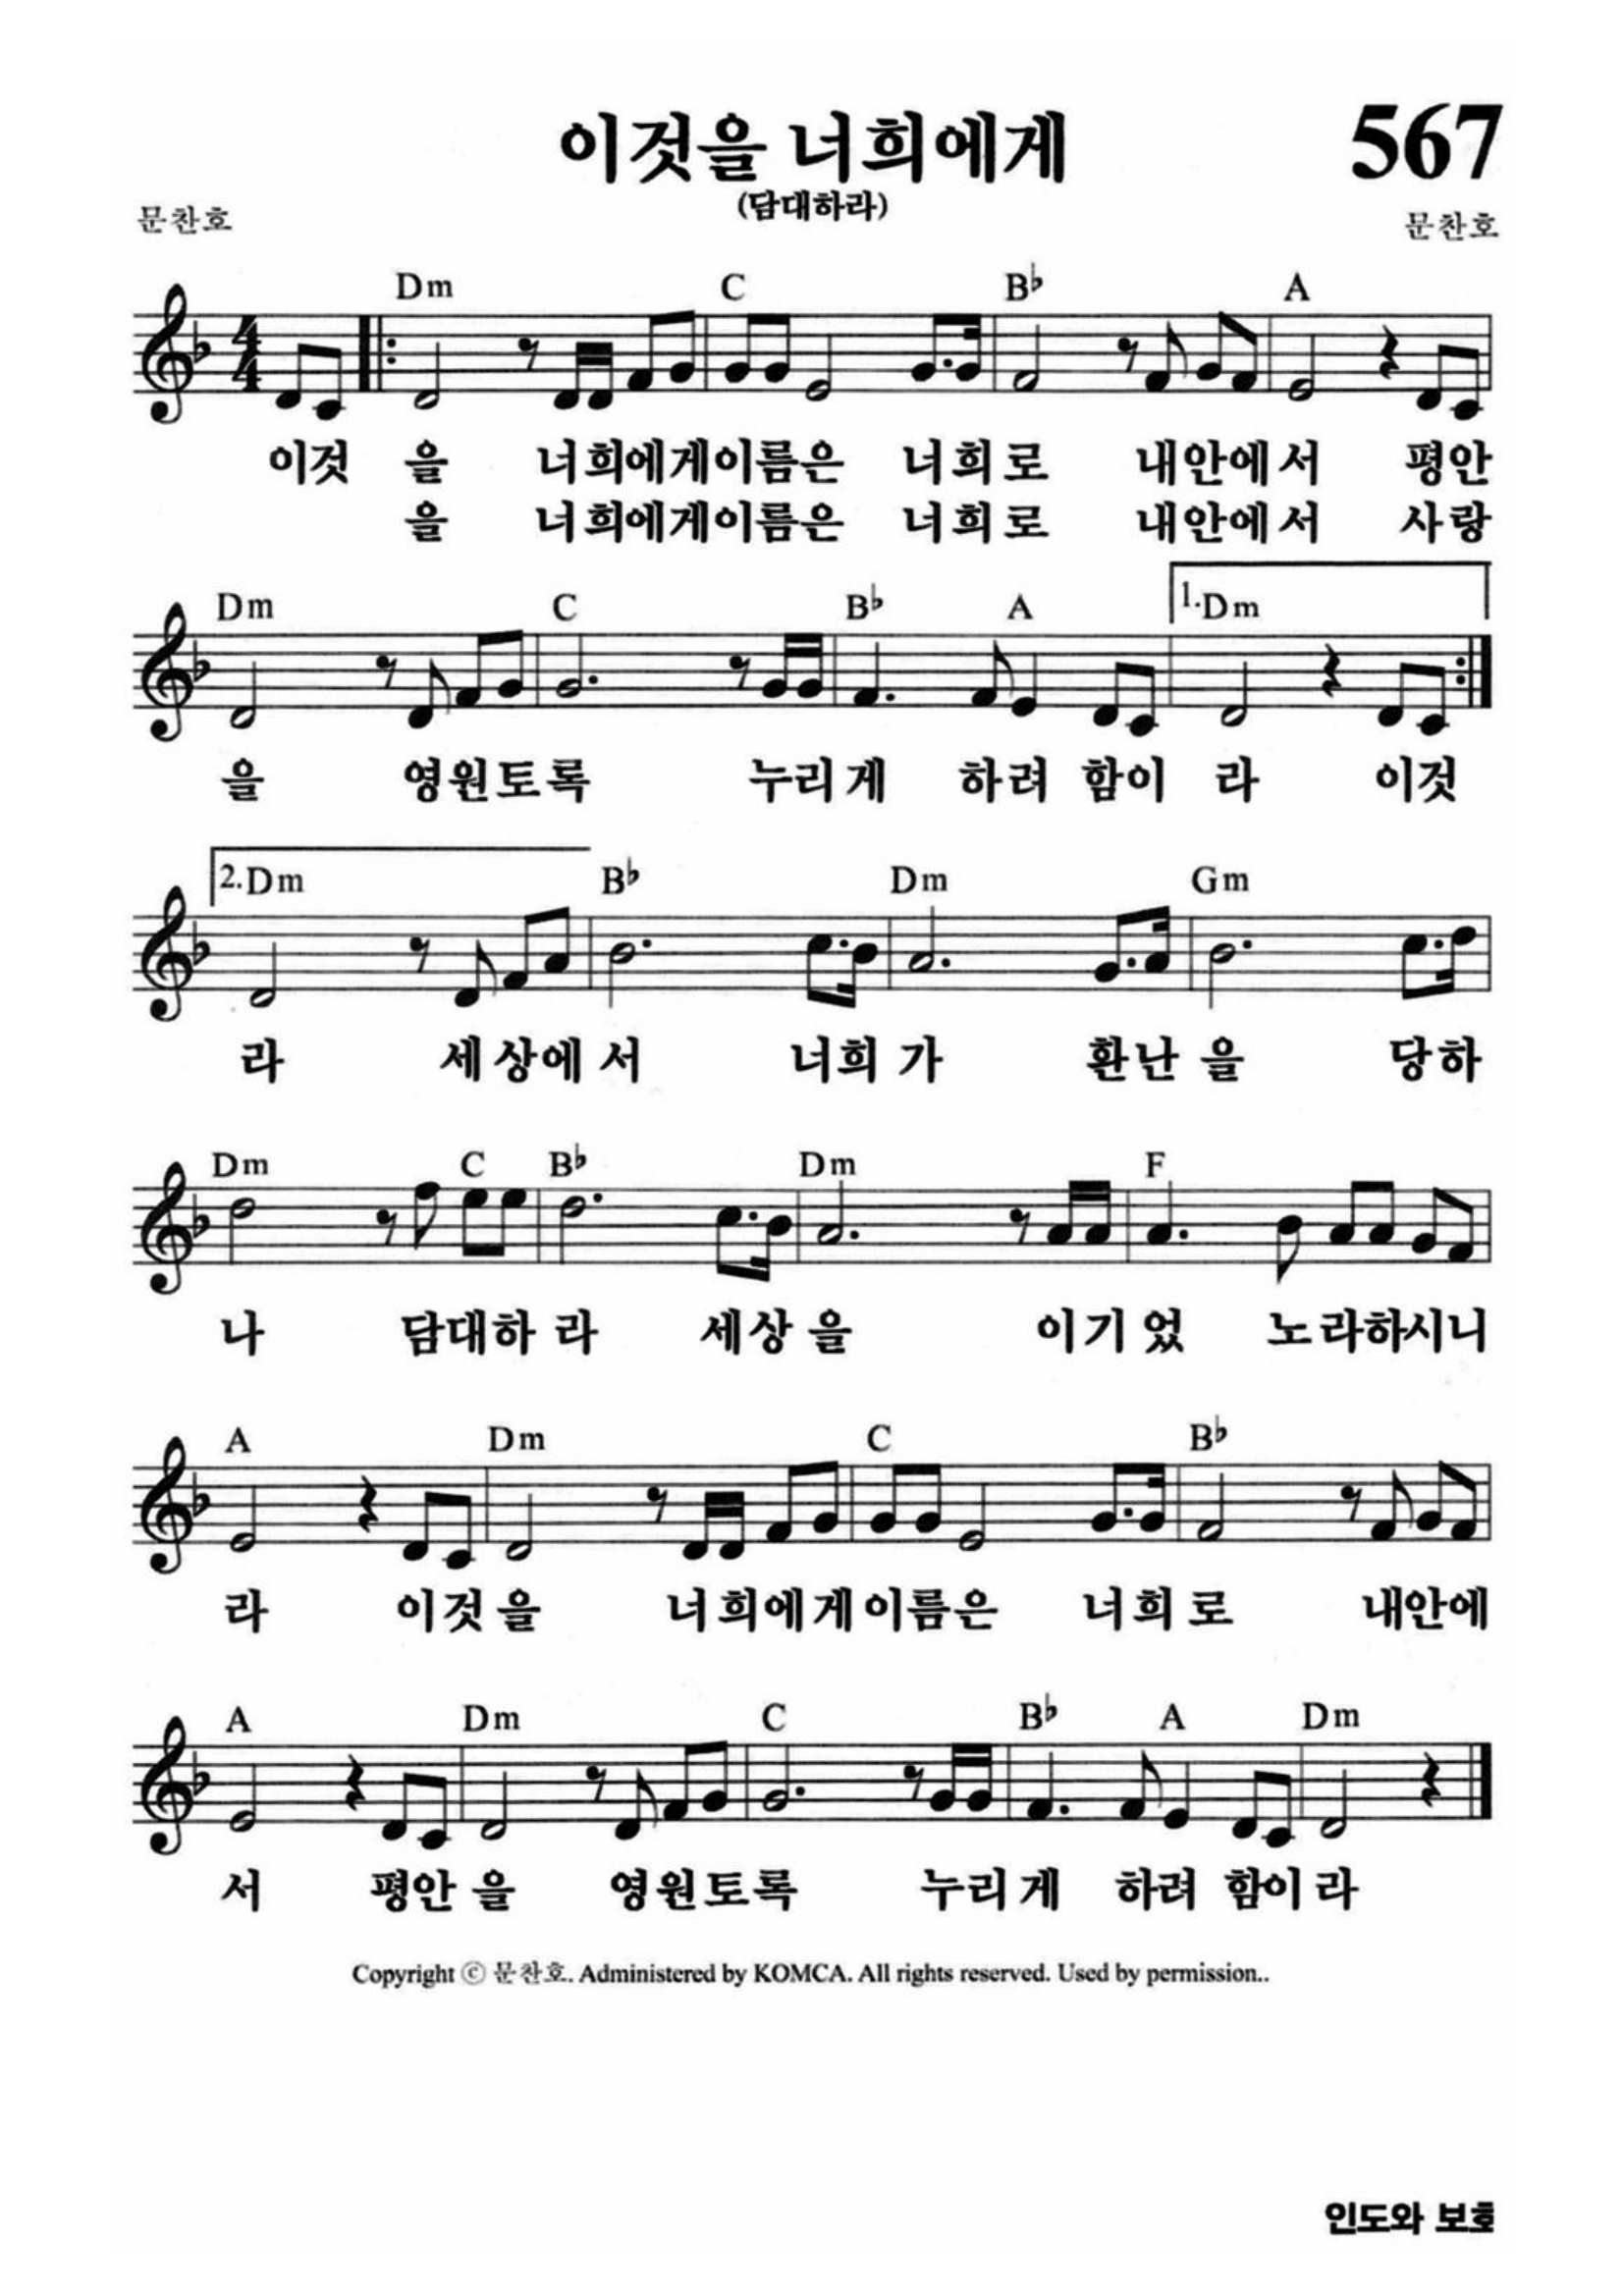 이것을 너희에게
567
(담대하라)
문찬호
문찬호
Dm C B♭ A
이것 을 너희에게이름은 너희로 내안에서 평안
을 너희에게이름은 너희로 내안에서 사랑
Dm C B♭ A 1.Dm
을 영원토록 누리게 하려 함이 라 이것
2.Dm B♭ Dm Gm
라 세상에서 너희가 환난을 당하
Dm C B♭ Dm F
나 담대하라 세상을 이기었 노라하시니
A Dm C B♭
라 이것을 너희에게이름은 너희로 내안에
A Dm C B♭ A Dm
서 평안을 영원토록 누리게 하려 함이라
Copyright ⓒ 문찬호. Administered by KOMCA. All rights reserved. Used by permission..
인도와 보호